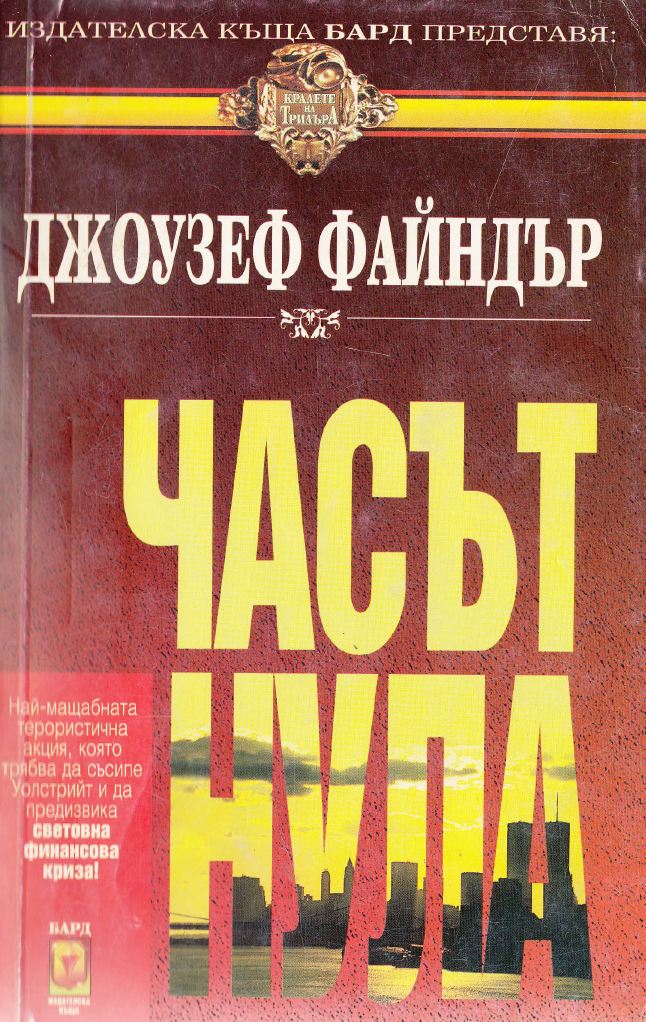 ИЗДАТЕЛСКА КЪЩА БАРД ПРЕДСТАВЯ:
КРАЛЕТЕ
НА
ТРИЛЪРА
ДЖОУЗЕФ ФАЙНДЪР
ЧАСЪТ
НУЛА
Най-мащабната
терористична
акция, която
трябва да съсипе
Уолстрийт и да
предизвика
световна
финансова
криза!
БАРД
ИЗДАТЕЛСКА
КЪЩА